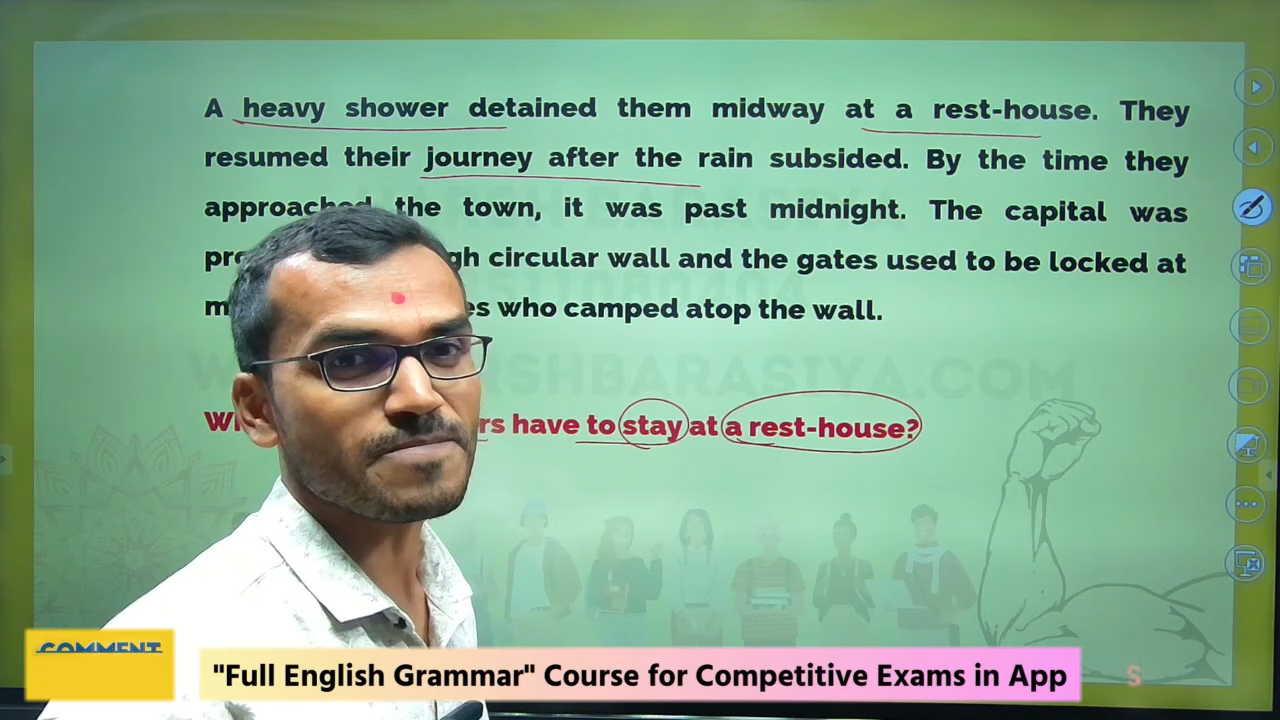 A heavy shower detained them midway at a rest-house. They
resumed their journey after the rain subsided. By the time they
approached the town, it was past midnight. The capital was
circular wall and the gates used to be locked at
who camped atop the wall.
have to stay at a rest-house?
COMMENT
"Full English Grammar" Course for Competitive Exams in App
S